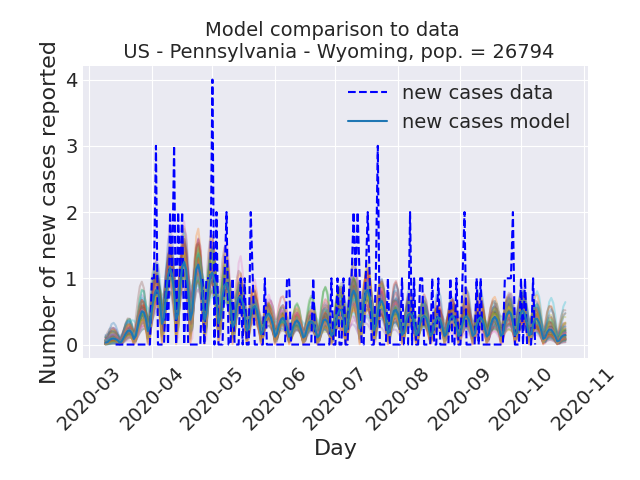 Model comparison to data
US - Pennsylvania - Wyoming, pop. = 26794
Number of new cases reported
4
3
2
1
0
new cases data
new cases model
2020-03
2020-04
2020-05
2020-06
2020-07
2020-08
2020-09
2020-10
2020-11
Day